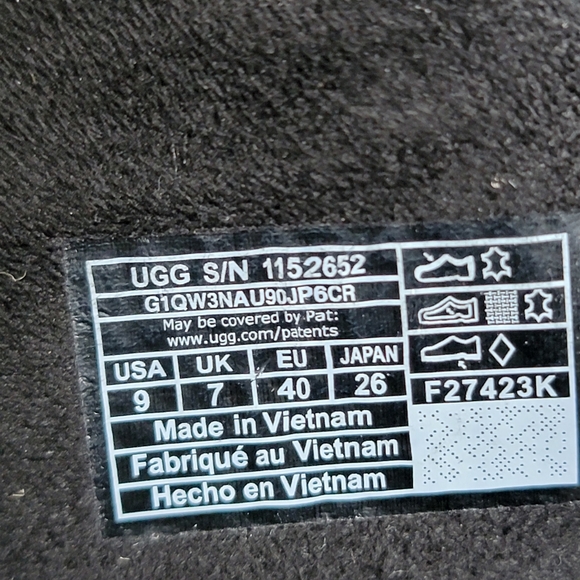 UGG S/N 1152652
G1QW3NAU90JP6CR
May be covered by Pat:
www.ugg.com/patents
USA UK EU JAPAN
9 7 40 26
F27423K
Made in Vietnam
Fabriqué au Vietnam
Hecho en Vietnam